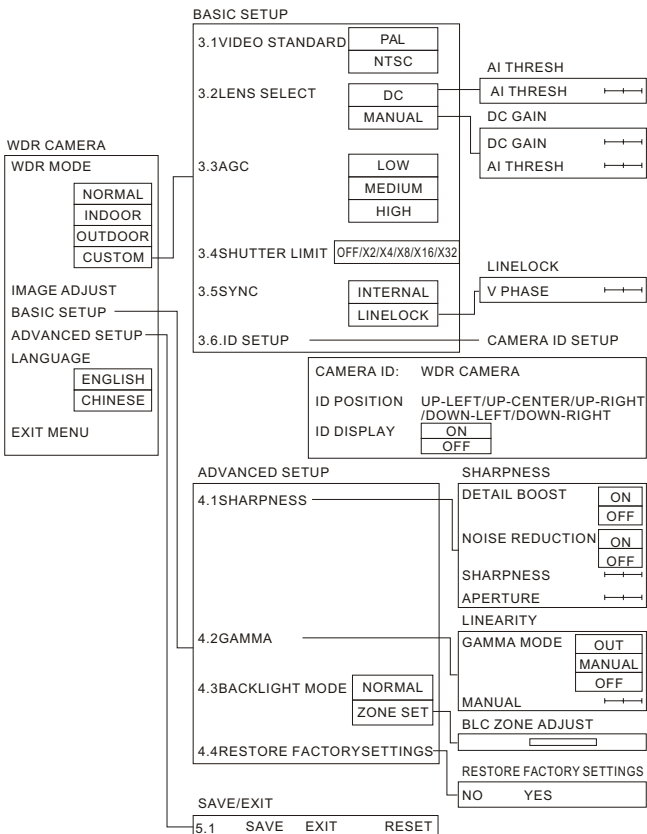 WDR CAMERA
WDR MODE
NORMAL
INDOOR
OUTDOOR
CUSTOM
IMAGE ADJUST
BASIC SETUP
ADVANCED SETUP
LANGUAGE
ENGLISH
CHINESE
EXIT MENU
BASIC SETUP
3.1VIDEO STANDARD
PAL
NTSC
3.2LENS SELECT
DC
MANUAL
3.3AGC
LOW
MEDIUM
HIGH
3.4SHUTTER LIMIT OFF/X2/X4/X8/X16/X32
3.5SYNC
INTERNAL
LINELOCK
3.6.ID SETUP
AI THRESH
AI THRESH
DC GAIN
DC GAIN
AI THRESH
LINELOCK
V PHASE
CAMERA ID SETUP
CAMERA ID: WDR CAMERA
ID POSITION UP-LEFT/UP-CENTER/UP-RIGHT
/DOWN-LEFT/DOWN-RIGHT
ID DISPLAY
ON
OFF
ADVANCED SETUP
4.1SHARPNESS
4.2GAMMA
4.3BACKLIGHT MODE
NORMAL
ZONE SET
4.4RESTORE FACTORYSETTINGS
SHARPNESS
DETAIL BOOST
ON
OFF
NOISE REDUCTION
ON
OFF
SHARPNESS
APERTURE
LINEARITY
GAMMA MODE
OUT
MANUAL
OFF
MANUAL
BLC ZONE ADJUST
RESTORE FACTORY SETTINGS
NO YES
SAVE/EXIT
5.1 SAVE EXIT RESET